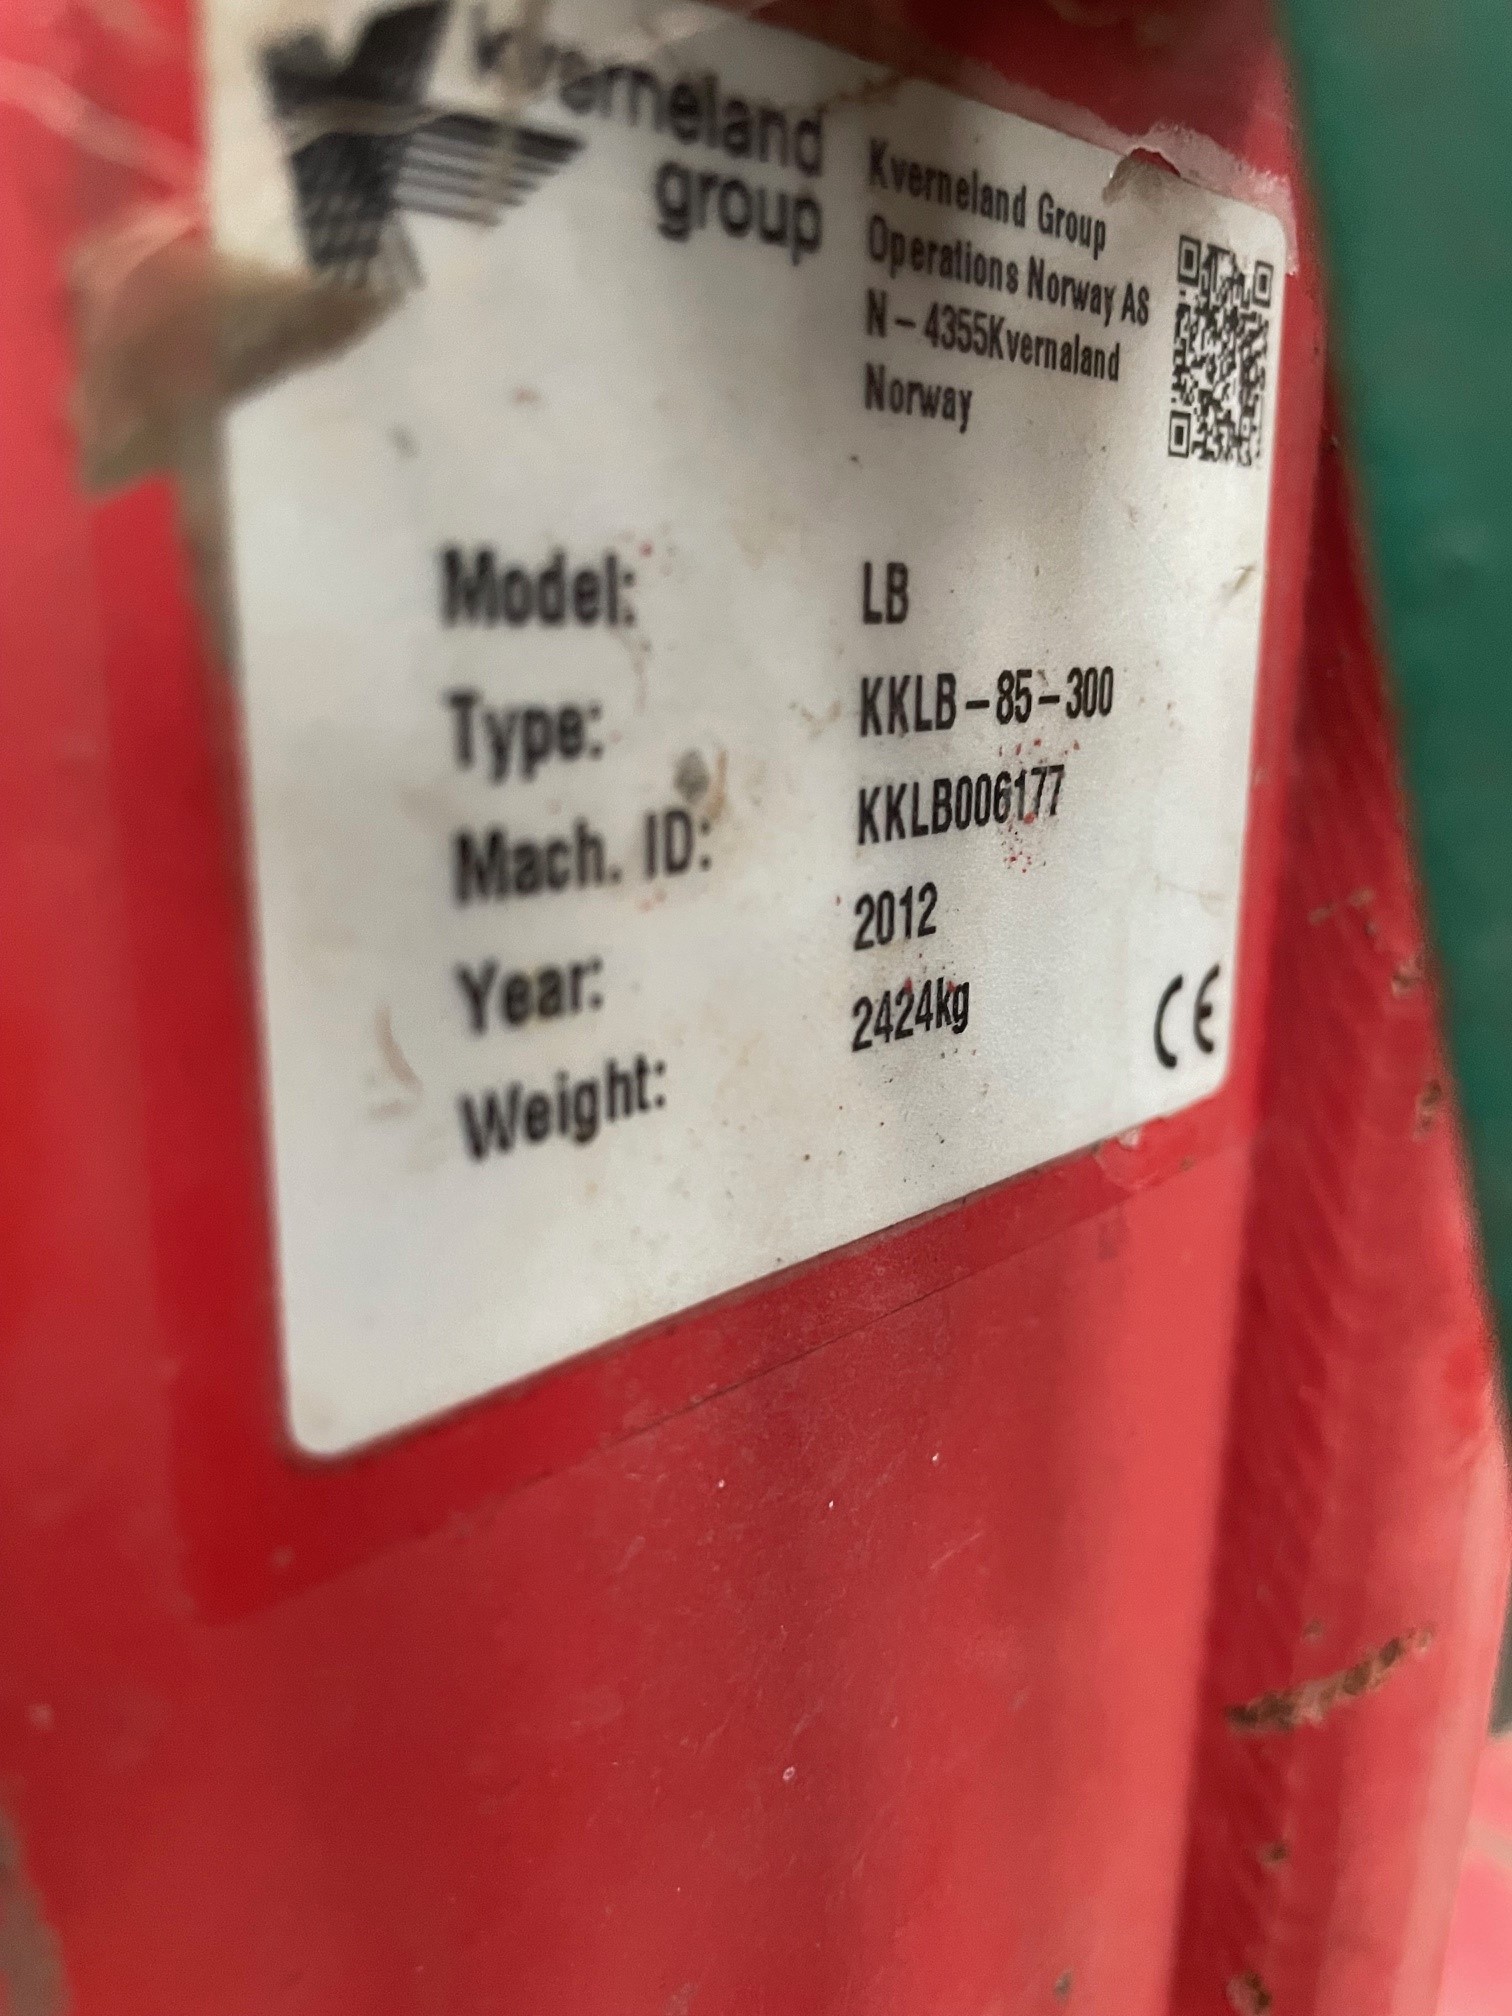 Kverneland
group
Kverneland Group
Operations Norway AS
N-4355Kvernaland
Norway
Model: LB
Type: KKLB-85-300
Mach. ID: KKLB006177
Year: 2012
Weight: 2424kg
CE